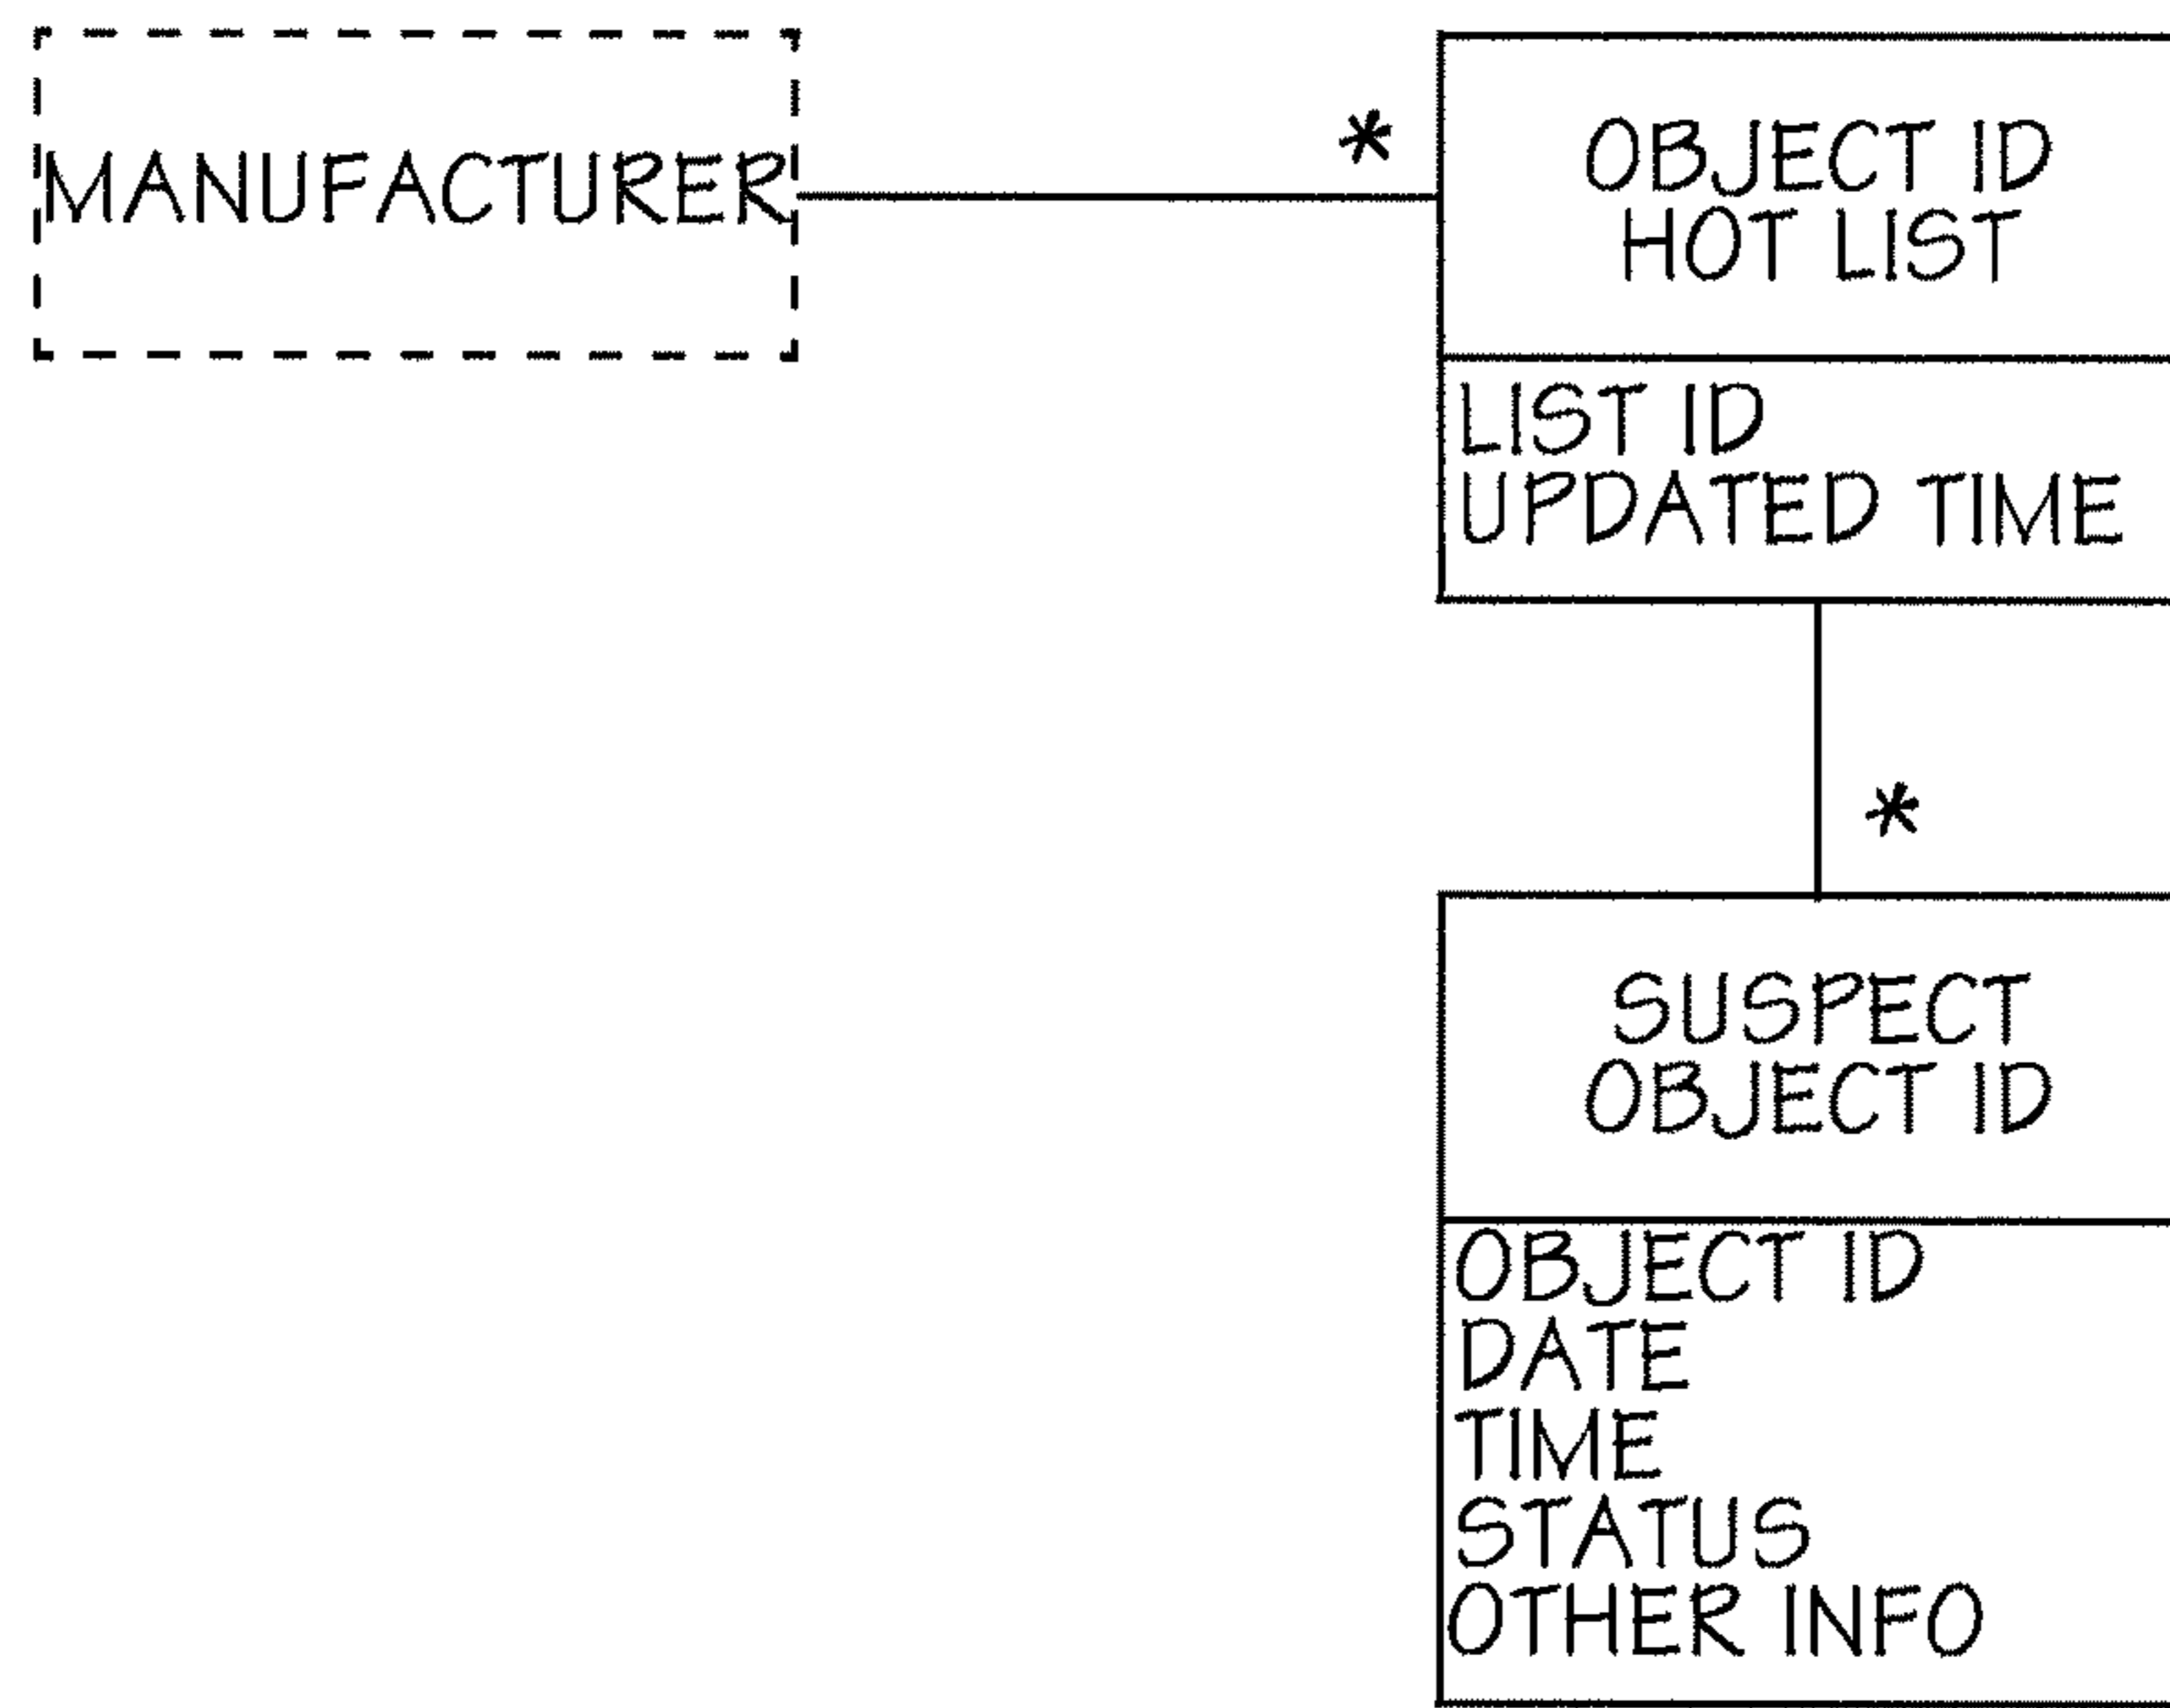 MANUFACTURER
*
OBJECT ID
HOT LIST
LIST ID
UPDATED TIME
*
SUSPECT
OBJECT ID
OBJECT ID
DATE
TIME
STATUS
OTHER INFO